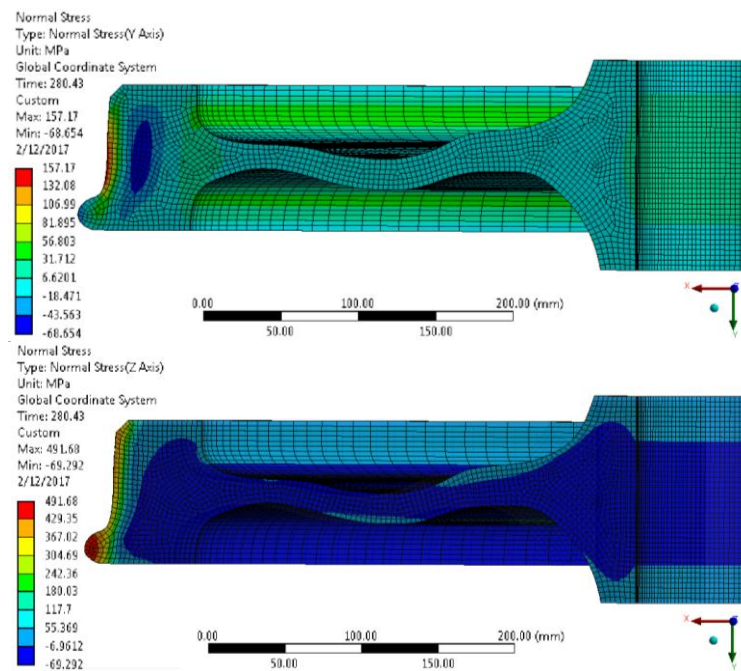 Normal Stress
Type: Normal Stress(Y Axis)
Unit: MPa
Global Coordinate System
Time: 280.43
Custom
Max: 157.17
Min: -68.654
2/12/2017
157.17
132.08
106.99
81.895
56.803
31.712
6.6201
-18.471
-43.563
-68.654
0.00 100.00 200.00 (mm)
50.00 150.00
X
Z
Y
Normal Stress
Type: Normal Stress(Z Axis)
Unit: MPa
Global Coordinate System
Time: 280.43
Custom
Max: 491.68
Min: -69.292
2/12/2017
491.68
429.35
367.02
304.69
242.36
180.03
117.7
55.369
-6.9612
-69.292
0.00 100.00 200.00 (mm)
50.00 150.00
X
Z
Y